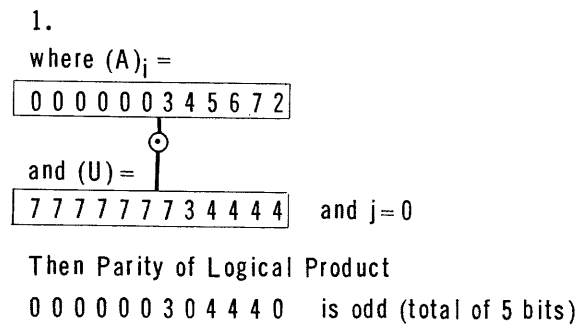 1.
where (A)i =
0 0 0 0 0 0 3 4 5 6 7 2
and (U) =
7 7 7 7 7 7 7 3 4 4 4 4 and j = 0
Then Parity of Logical Product
0 0 0 0 0 0 3 0 4 4 4 0 is odd (total of 5 bits)